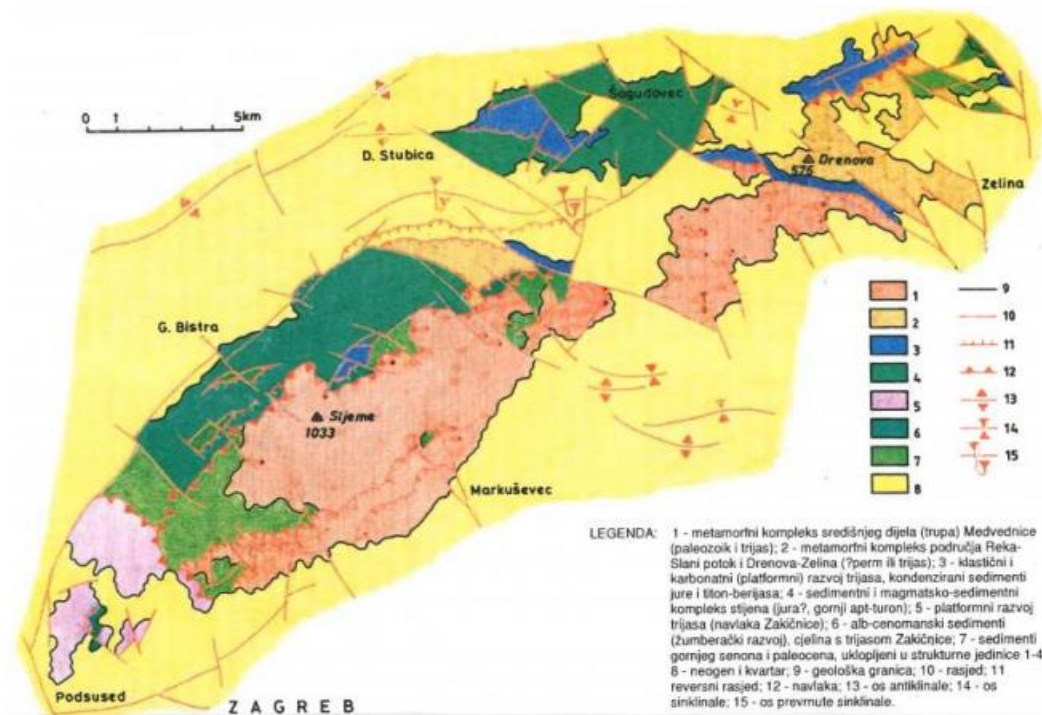 Šagudovec
0 1 5km
D. Stubica
Drenova
576
Zelina
G. Bistra
Sljeme
1033
Markuševec
Podsused
ZAGREB
1
2
3
4
5
6
7
8
9
10
11
12
13
14
15
LEGENDA: 1 - metamorfni kompleks središnjeg dijela (trupa) Medvednice
(paleozoik i trijas); 2 - metamorfni kompleks područja Reka-
Slani potok i Drenova-Zelina (?perm ili trijas); 3 - klastični i
karbonatni (platformni) razvoj trijasa, kondenzirani sedimenti
jure i titon-berijasa; 4 - sedimentni i magmatsko-sedimentni
kompleks stijena (jura?, gornji apt-turon); 5 - platformni razvoj
trijasa (navlaka Zakičnice); 6 - alb-cenomanski sedimenti
(žumberački razvoj), cjelina s trijasom Zakičnice; 7 - sedimenti
gornjeg senona i paleocena, uklopljeni u strukturne jedinice 1-4
8 - neogen i kvartar; 9 - geološka granica; 10 - rasjed; 11
reversni rasjed; 12 - navlaka; 13 - os antiklinale; 14 - os
sinklinale; 15 - os prevrnute sinklinale.